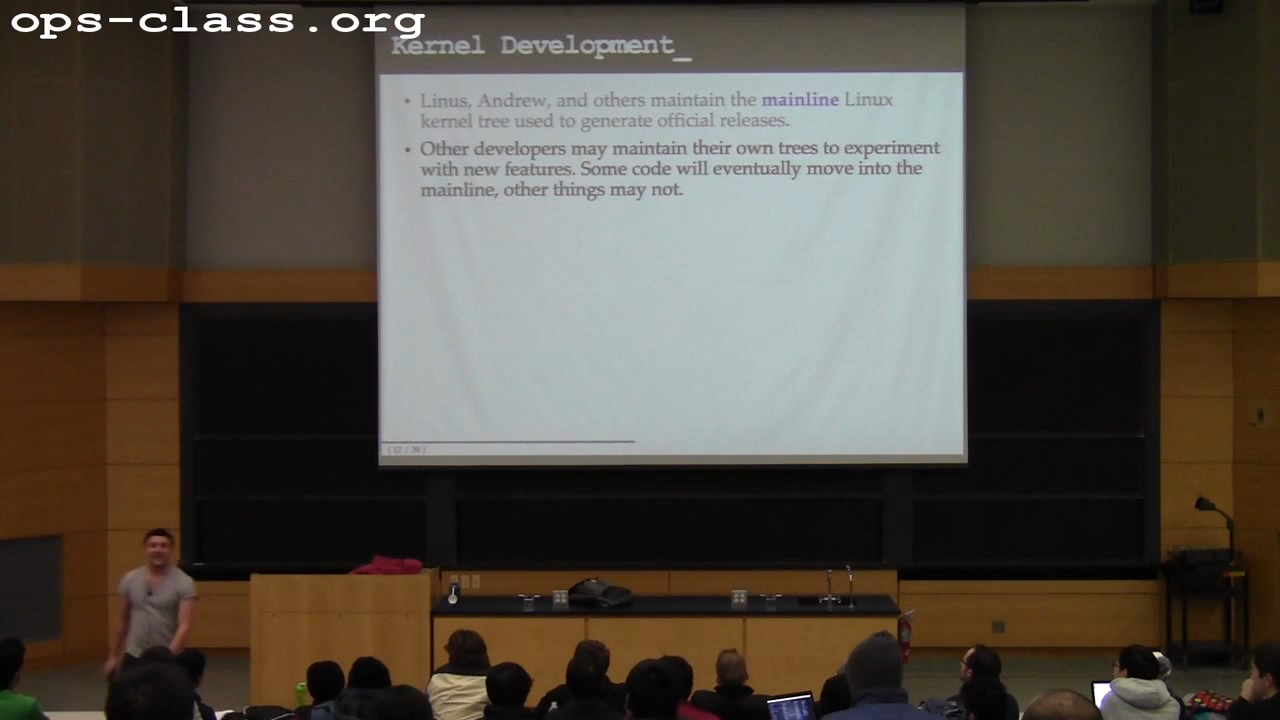 ops-class.org
Kernel Development_
• Linus, Andrew, and others maintain the mainline Linux
kernel tree used to generate official releases.
• Other developers may maintain their own trees to experiment
with new features. Some code will eventually move into the
mainline, other things may not.